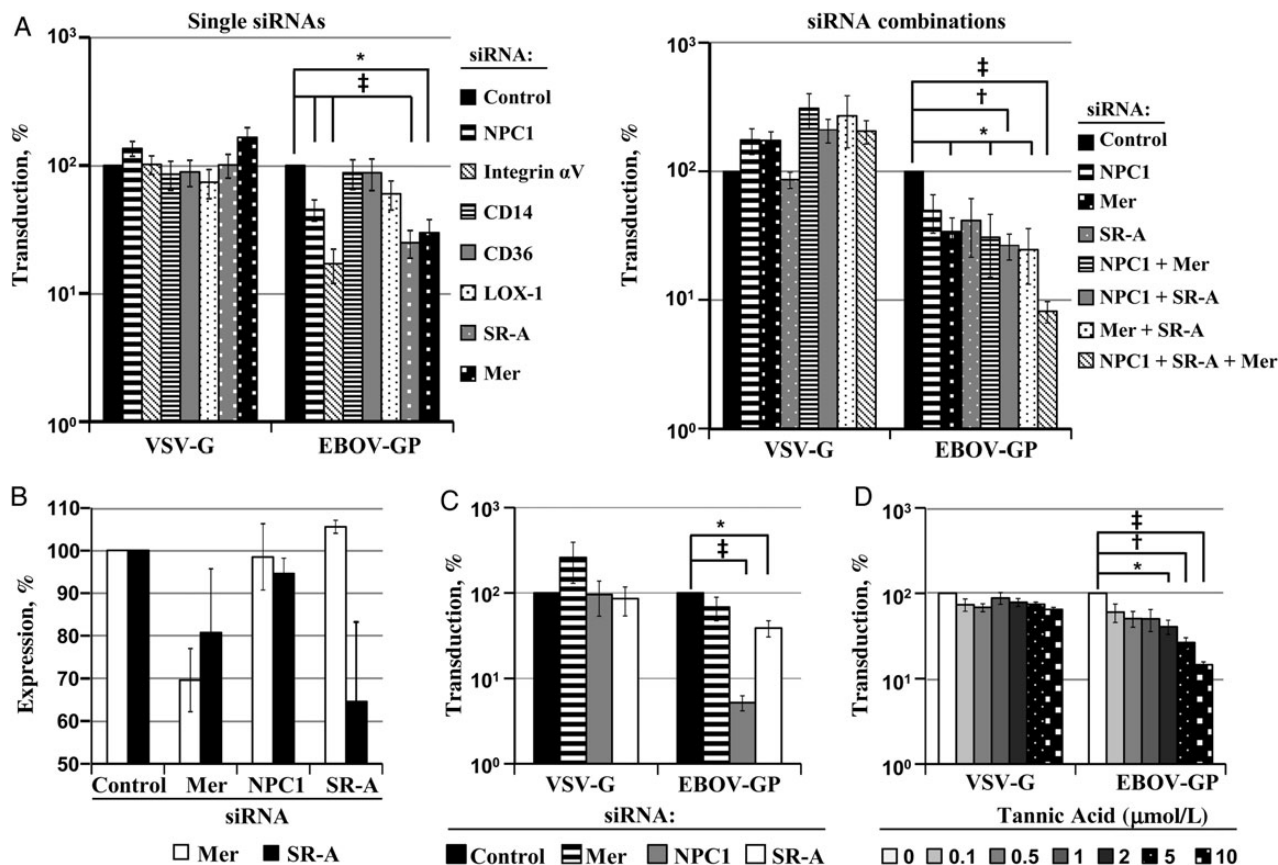 A
Single siRNAs
10³
10²
10¹
10⁰
Transduction, %
*
‡
VSV-G
EBOV-GP
siRNA:
Control
NPC1
Integrin αV
CD14
CD36
LOX-1
SR-A
Mer
siRNA combinations
10³
10²
10¹
10⁰
Transduction, %
‡
†
*
VSV-G
EBOV-GP
siRNA:
Control
NPC1
Mer
SR-A
NPC1 + Mer
NPC1 + SR-A
Mer + SR-A
NPC1 + SR-A + Mer
B
110
100
90
80
70
60
50
Expression, %
Control Mer NPC1 SR-A
siRNA
Mer SR-A
C
10³
10²
10¹
10⁰
Transduction, %
*
‡
VSV-G EBOV-GP
siRNA:
Control Mer NPC1 SR-A
D
10³
10²
10¹
10⁰
Transduction, %
‡
†
*
VSV-G EBOV-GP
Tannic Acid (μmol/L)
0 0.1 0.5 1 2 5 10